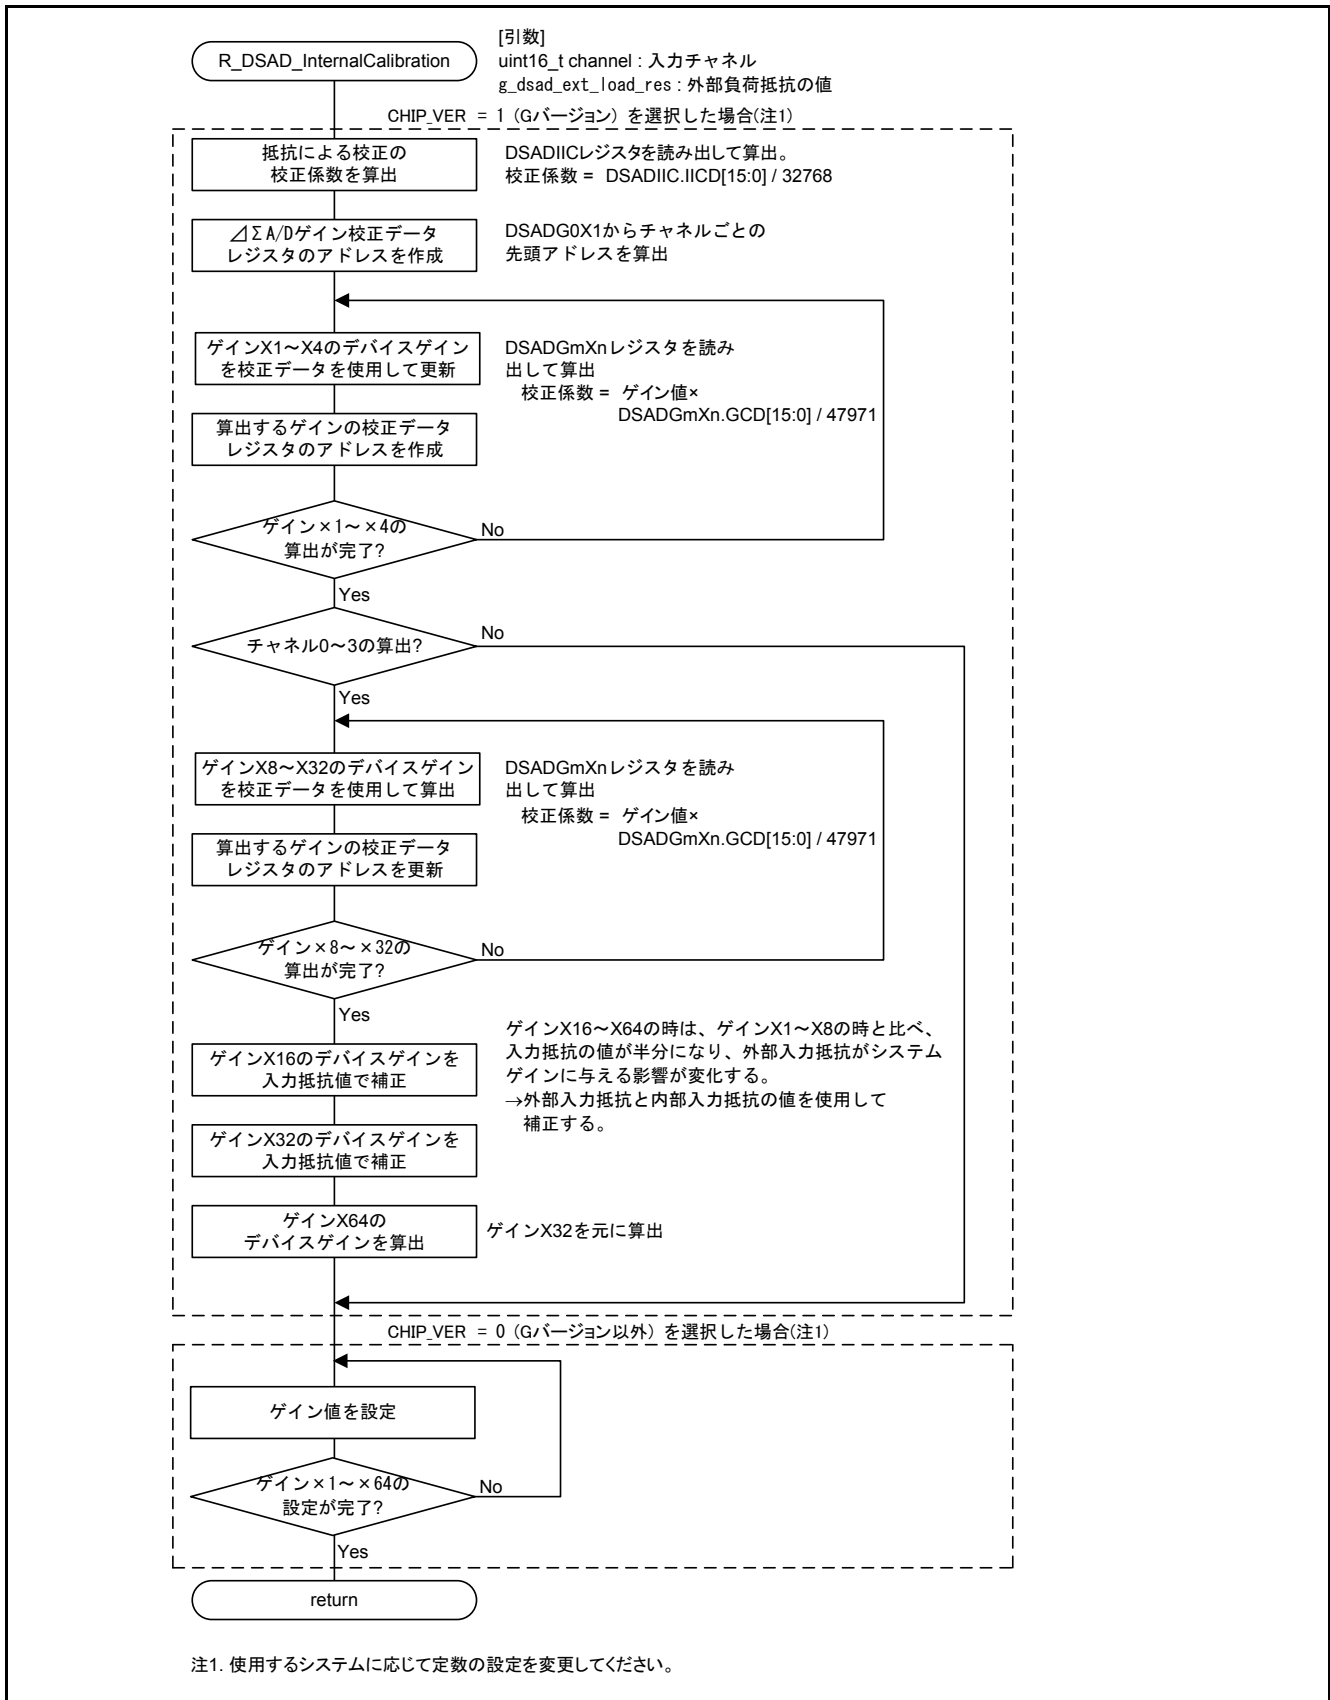 R_DSAD_InternalCalibration
[引数]
uint16_t channel : 入力チャネル
g_dsad_ext_load_res : 外部負荷抵抗の値
CHIP_VER = 1 (Gバージョン) を選択した場合(注1)
抵抗による校正の
校正係数を算出
DSADIICレジスタを読み出して算出。
校正係数 = DSADIIC.IICD[15:0] / 32768
⊿Σ A/Dゲイン校正データ
レジスタのアドレスを作成
DSADG0X1からチャネルごとの
先頭アドレスを算出
ゲインX1～X4のデバイスゲイン
を校正データを使用して更新
DSADGmXnレジスタを読み
出して算出
校正係数 = ゲイン値×
DSADGmXn.GCD[15:0] / 47971
算出するゲインの校正データ
レジスタのアドレスを作成
ゲイン×1～×4の
算出が完了?
No
Yes
チャネル0～3の算出?
No
Yes
ゲインX8～X32のデバイスゲイン
を校正データを使用して算出
DSADGmXnレジスタを読み
出して算出
校正係数 = ゲイン値×
DSADGmXn.GCD[15:0] / 47971
算出するゲインの校正データ
レジスタのアドレスを更新
ゲイン×8～×32の
算出が完了?
No
Yes
ゲインX16～X64の時は、ゲインX1～X8の時と比べ、
入力抵抗の値が半分になり、外部入力抵抗がシステム
ゲインに与える影響が変化する。
→外部入力抵抗と内部入力抵抗の値を使用して
補正する。
ゲインX16のデバイスゲインを
入力抵抗値で補正
ゲインX32のデバイスゲインを
入力抵抗値で補正
ゲインX64の
デバイスゲインを算出
ゲインX32を元に算出
CHIP_VER = 0 (Gバージョン以外) を選択した場合(注1)
ゲイン値を設定
ゲイン×1～×64の
設定が完了?
No
Yes
return
注1. 使用するシステムに応じて定数の設定を変更してください。